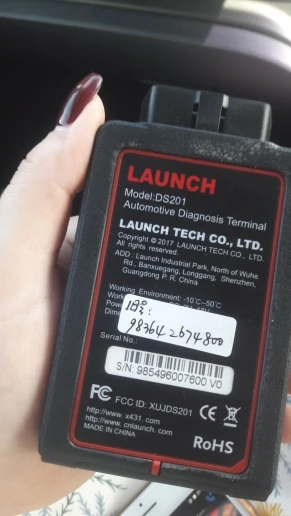 LAUNCH
Model:DS201
Automotive Diagnosis Terminal
LAUNCH TECH CO., LTD.
Copyright © 2017 LAUNCH TECH CO., LTD.
All rights reserved.
ADD : Launch Industrial Park, North of Wuhe
Rd., Banxuegang, Longgang, Shenzhen,
Guangdong P. R. China
Working Environment: -10℃~50℃
983642674800
Serial No.:
S/N: 985496007600 V0
FC FCC ID: XUJDS201
CE
http://www. x431. com
http://www. cnlaunch. com
MADE IN CHINA
RoHS